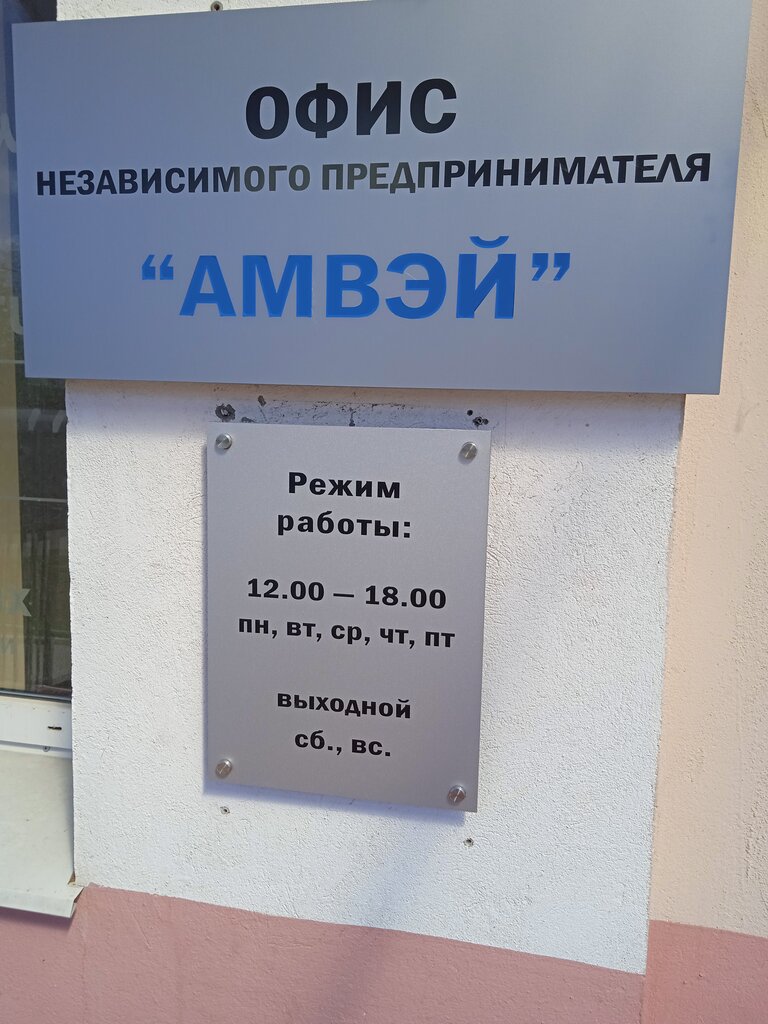 ОФИС
НЕЗАВИСИМОГО ПРЕДПРИНИМАТЕЛЯ
“АМВЭЙ”
Режим
работы:
12.00 — 18.00
пн, вт, ср, чт, пт
выходной
сб., вс.